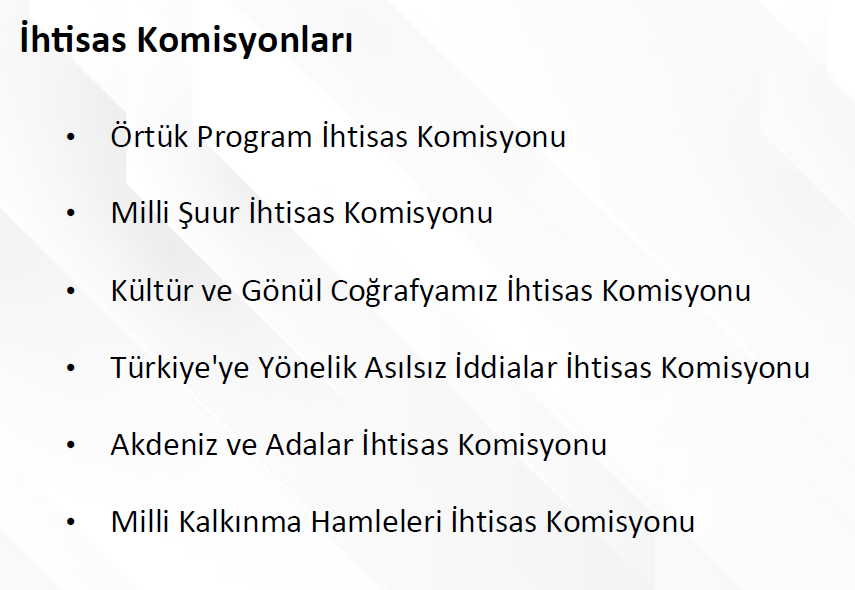 İhtisas Komisyonları
• Örtük Program İhtisas Komisyonu
• Milli Şuur İhtisas Komisyonu
• Kültür ve Gönül Coğrafyamız İhtisas Komisyonu
• Türkiye'ye Yönelik Asılsız İddialar İhtisas Komisyonu
• Akdeniz ve Adalar İhtisas Komisyonu
• Milli Kalkınma Hamleleri İhtisas Komisyonu